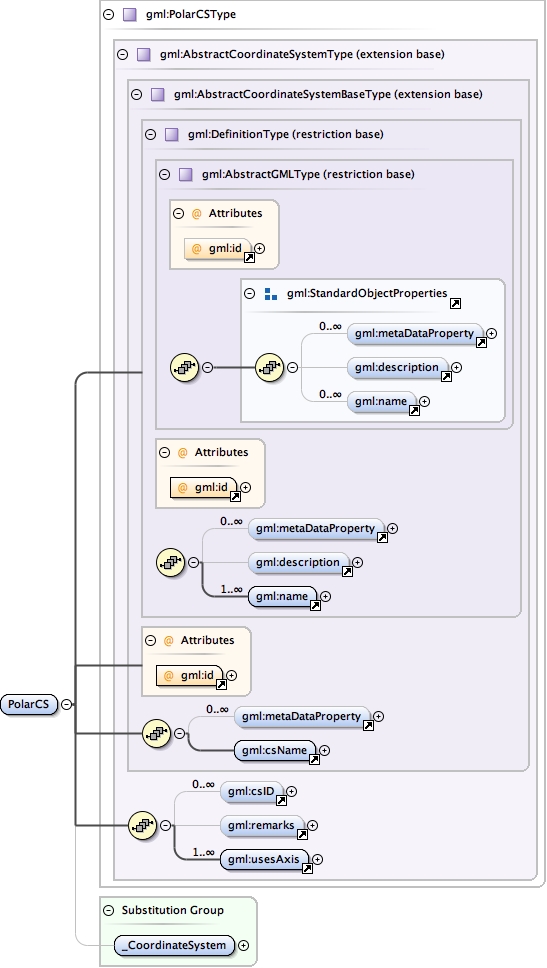 gml:PolarCSType
gml:AbstractCoordinateSystemType (extension base)
gml:AbstractCoordinateSystemBaseType (extension base)
gml:DefinitionType (restriction base)
gml:AbstractGMLType (restriction base)
@ Attributes
@ gml:id
gml:StandardObjectProperties
0..∞
gml:metaDataProperty
gml:description
0..∞
gml:name
@ Attributes
@ gml:id
0..∞
gml:metaDataProperty
gml:description
1..∞
gml:name
@ Attributes
@ gml:id
PolarCS
0..∞
gml:metaDataProperty
gml:csName
0..∞
gml:csID
gml:remarks
1..∞
gml:usesAxis
Substitution Group
_CoordinateSystem